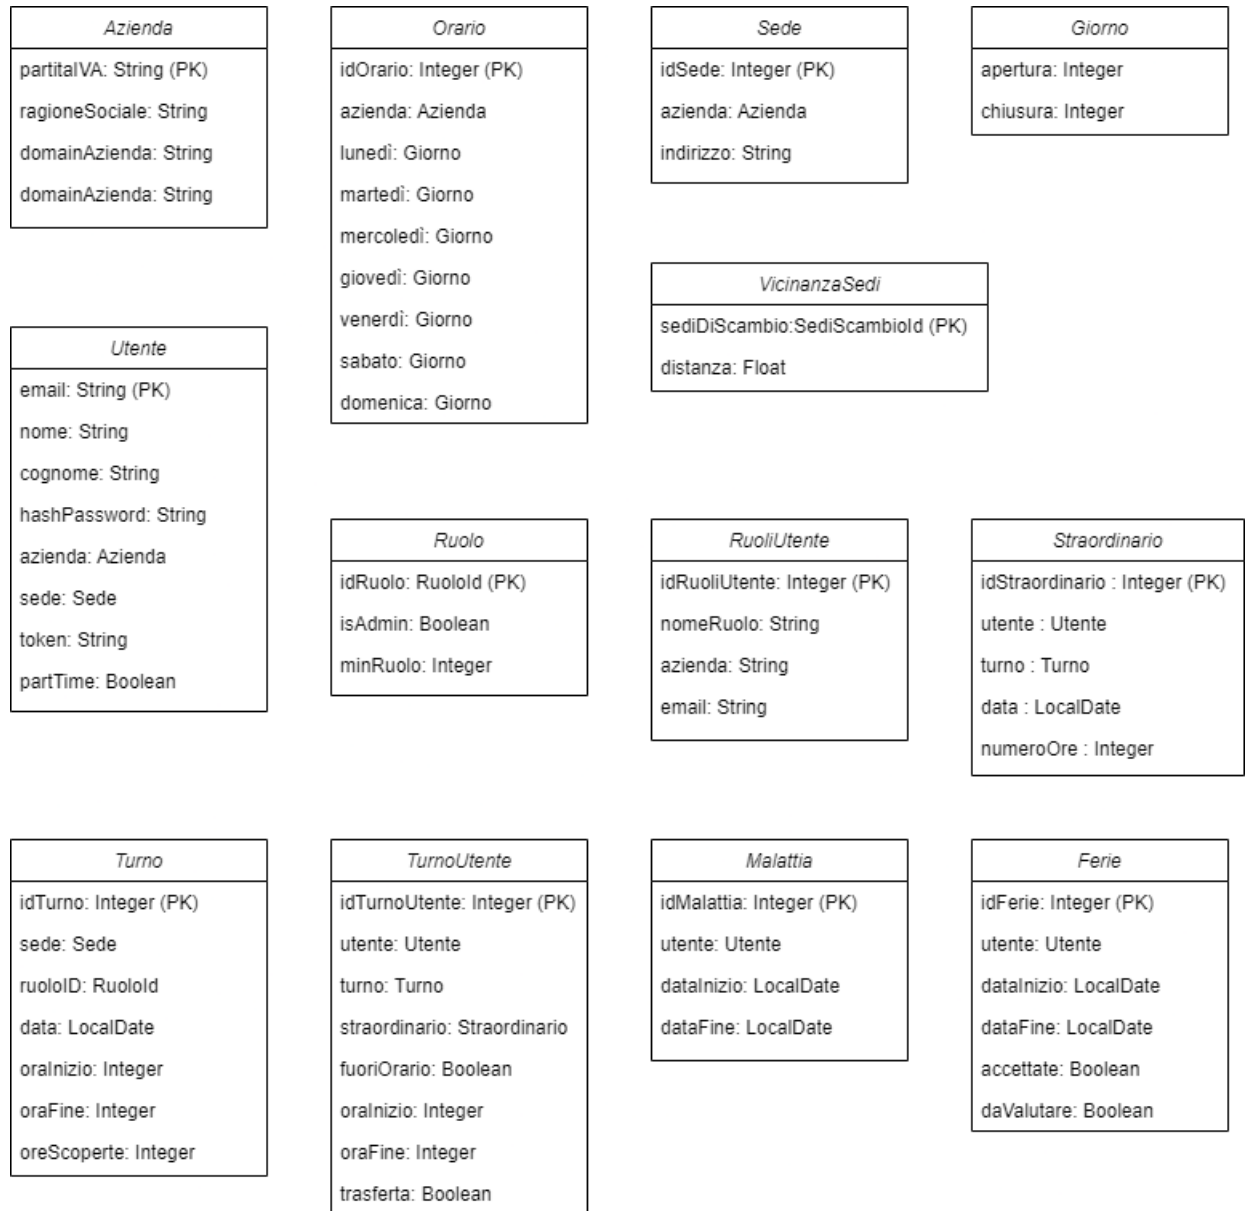 Azienda
partitaIVA: String (PK)
ragioneSociale: String
domainAzienda: String
domainAzienda: String
Orario
idOrario: Integer (PK)
azienda: Azienda
lunedì: Giorno
martedì: Giorno
mercoledì: Giorno
giovedì: Giorno
venerdì: Giorno
sabato: Giorno
domenica: Giorno
Sede
idSede: Integer (PK)
azienda: Azienda
indirizzo: String
Giorno
apertura: Integer
chiusura: Integer
VicinanzaSedi
sediDiScambio:SediScambioId (PK)
distanza: Float
Utente
email: String (PK)
nome: String
cognome: String
hashPassword: String
azienda: Azienda
sede: Sede
token: String
partTime: Boolean
Ruolo
idRuolo: RuoloId (PK)
isAdmin: Boolean
minRuolo: Integer
RuoliUtente
idRuoliUtente: Integer (PK)
nomeRuolo: String
azienda: String
email: String
Straordinario
idStraordinario : Integer (PK)
utente : Utente
turno : Turno
data : LocalDate
numeroOre : Integer
Turno
idTurno: Integer (PK)
sede: Sede
ruoloID: RuoloId
data: LocalDate
oraInizio: Integer
oraFine: Integer
oreScoperte: Integer
TurnoUtente
idTurnoUtente: Integer (PK)
utente: Utente
turno: Turno
straordinario: Straordinario
fuoriOrario: Boolean
oraInizio: Integer
oraFine: Integer
trasferta: Boolean
Malattia
idMalattia: Integer (PK)
utente: Utente
dataInizio: LocalDate
dataFine: LocalDate
Ferie
idFerie: Integer (PK)
utente: Utente
dataInizio: LocalDate
dataFine: LocalDate
accettate: Boolean
daValutare: Boolean